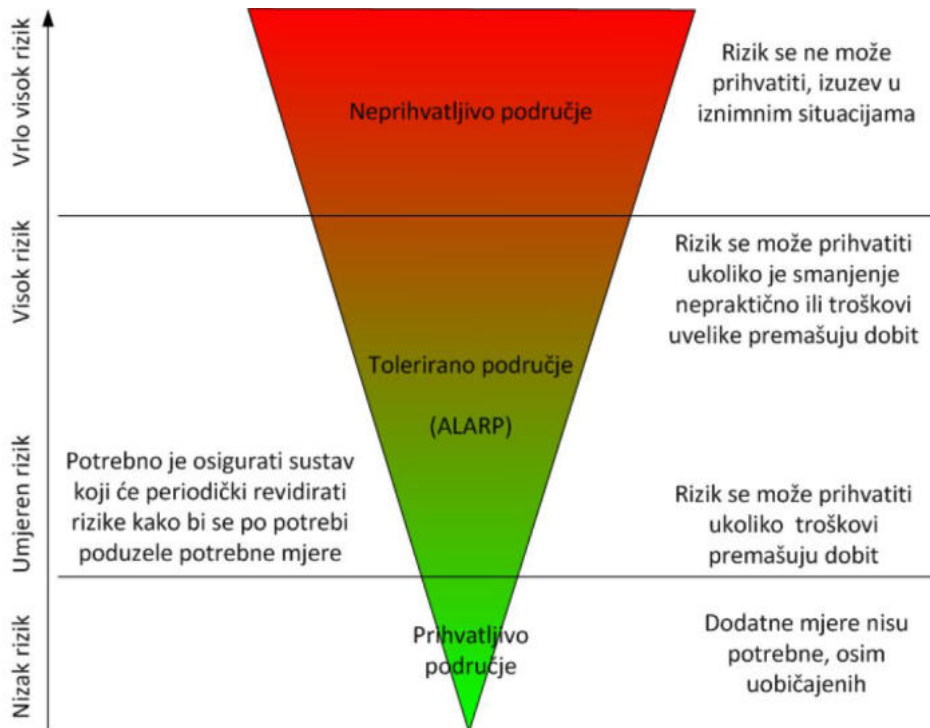 Vrlo visok rizik
Neprihvatljivo područje
Rizik se ne može
prihvatiti, izuzev u
iznimnim situacijama
Visok rizik
Rizik se može prihvatiti
ukoliko je smanjenje
nepraktično ili troškovi
uvelike premašuju dobit
Tolerirano područje
(ALARP)
Umjeren rizik
Potrebno je osigurati sustav
koji će periodički revidirati
rizike kako bi se po potrebi
poduzele potrebne mjere
Rizik se može prihvatiti
ukoliko troškovi
premašuju dobit
Nizak rizik
Prihvatljivo
područje
Dodatne mjere nisu
potrebne, osim
uobičajenih